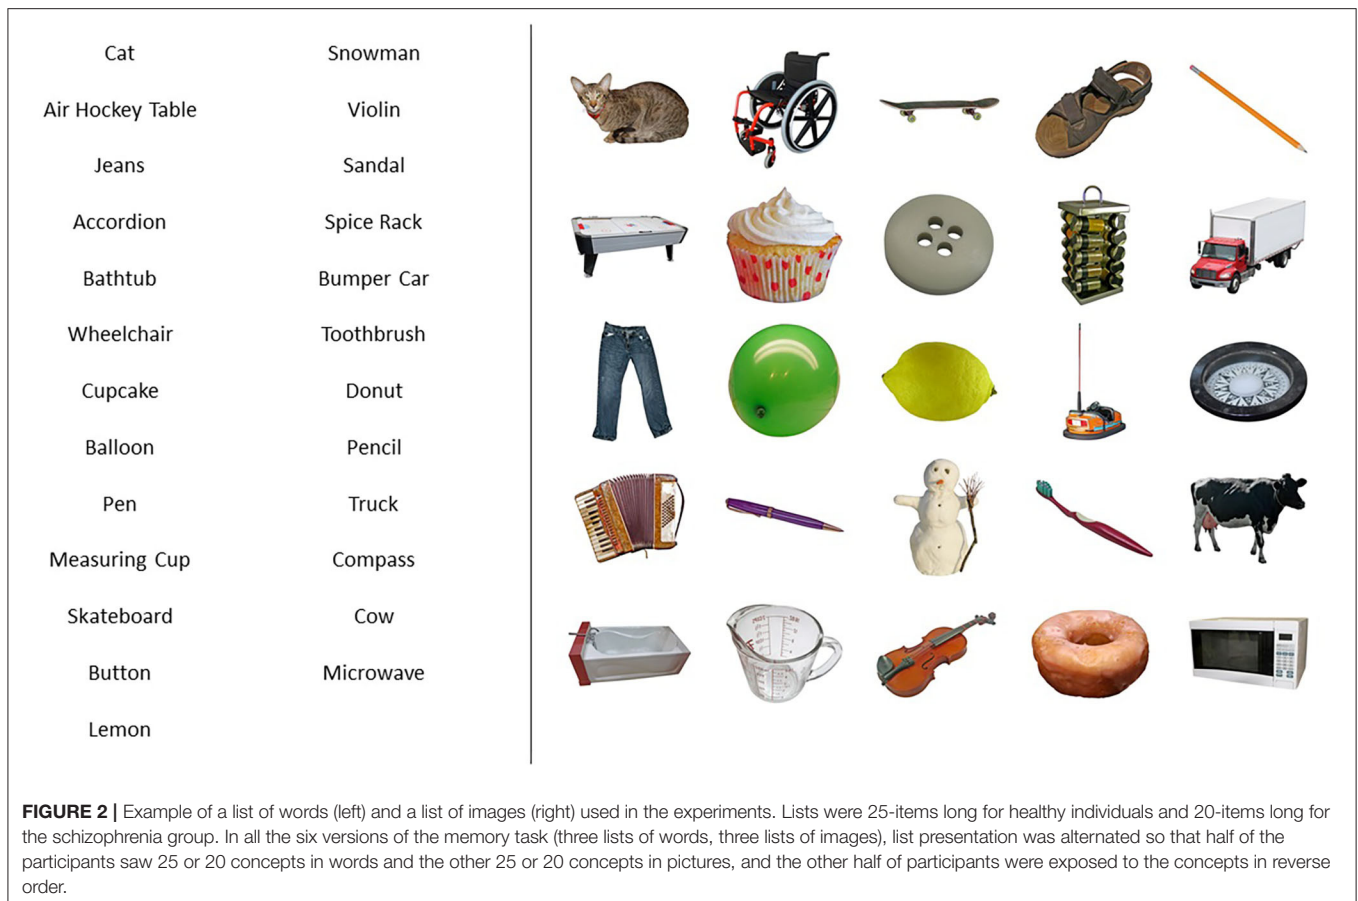 Cat
Air Hockey Table
Jeans
Accordion
Bathtub
Wheelchair
Cupcake
Balloon
Pen
Measuring Cup
Skateboard
Button
Lemon
Snowman
Violin
Sandal
Spice Rack
Bumper Car
Toothbrush
Donut
Pencil
Truck
Compass
Cow
Microwave
FIGURE 2 | Example of a list of words (left) and a list of images (right) used in the experiments. Lists were 25-items long for healthy individuals and 20-items long for
the schizophrenia group. In all the six versions of the memory task (three lists of words, three lists of images), list presentation was alternated so that half of the
participants saw 25 or 20 concepts in words and the other 25 or 20 concepts in pictures, and the other half of participants were exposed to the concepts in reverse
order.